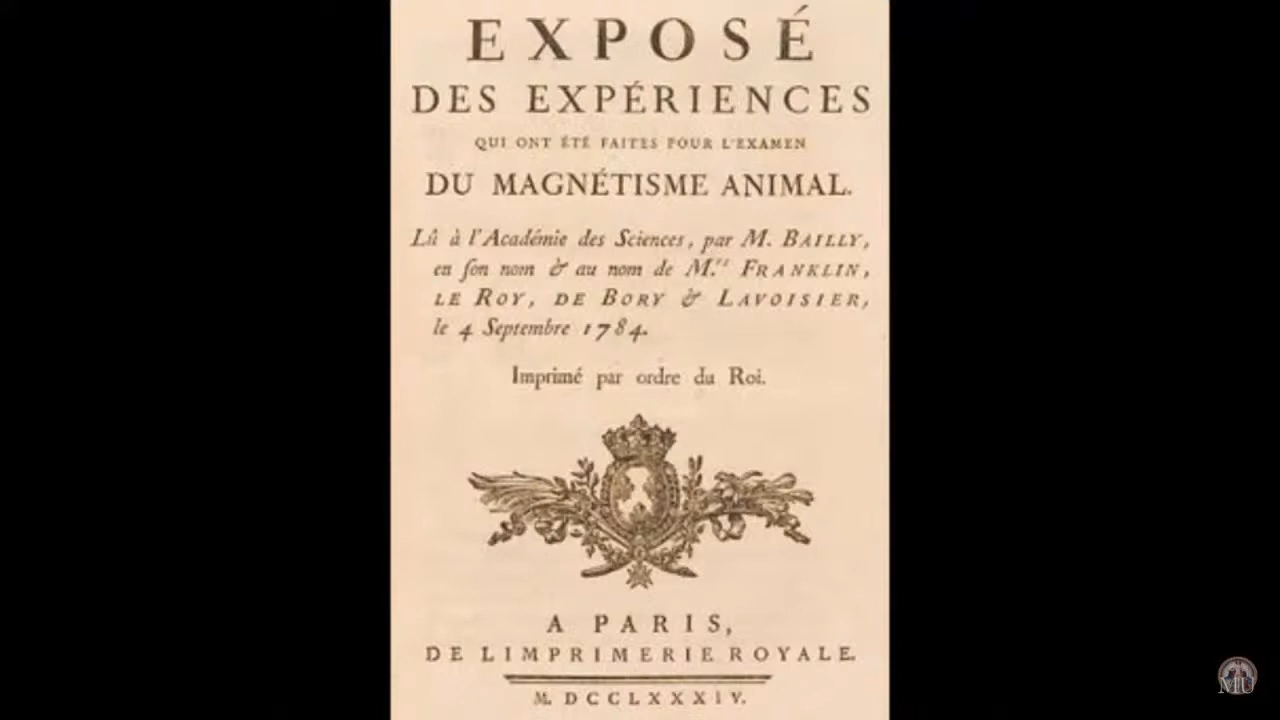 EXPOSÉ
DES EXPÉRIENCES
QUI ONT ÉTÉ FAITES POUR L'EXAMEN
DU MAGNÉTISME ANIMAL.
Lû à l'Académie des Sciences, par M. BAILLY,
en ſon nom & au nom de M.rs FRANKLIN,
LE ROY, DE BORY & LAVOISIER,
le 4 Septembre 1784.
Imprimé par ordre du Roi.
A PARIS,
DE L'IMPRIMERIE ROYALE.
M. DCCLXXXIV.
MU